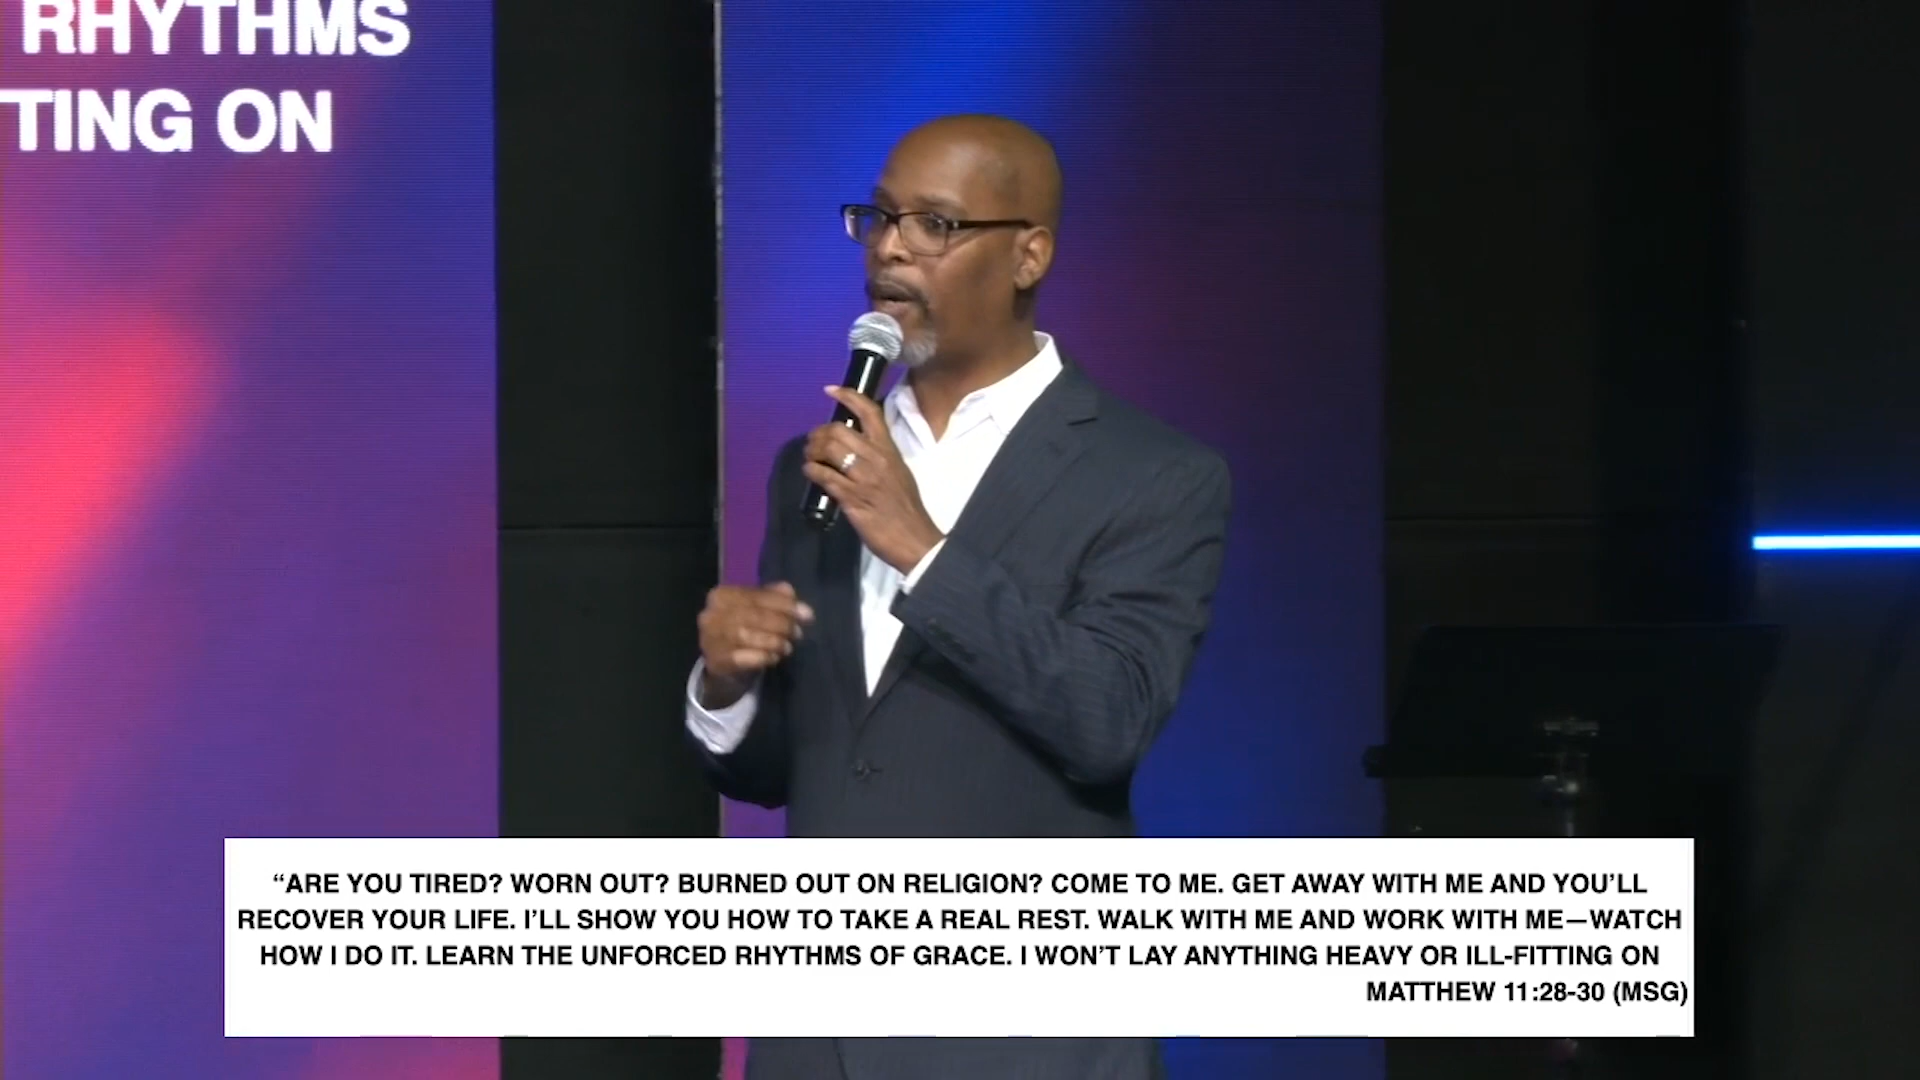 RHYTHMS
TING ON
“ARE YOU TIRED? WORN OUT? BURNED OUT ON RELIGION? COME TO ME. GET AWAY WITH ME AND YOU’LL
RECOVER YOUR LIFE. I’LL SHOW YOU HOW TO TAKE A REAL REST. WALK WITH ME AND WORK WITH ME—WATCH
HOW I DO IT. LEARN THE UNFORCED RHYTHMS OF GRACE. I WON’T LAY ANYTHING HEAVY OR ILL-FITTING ON
MATTHEW 11:28-30 (MSG)